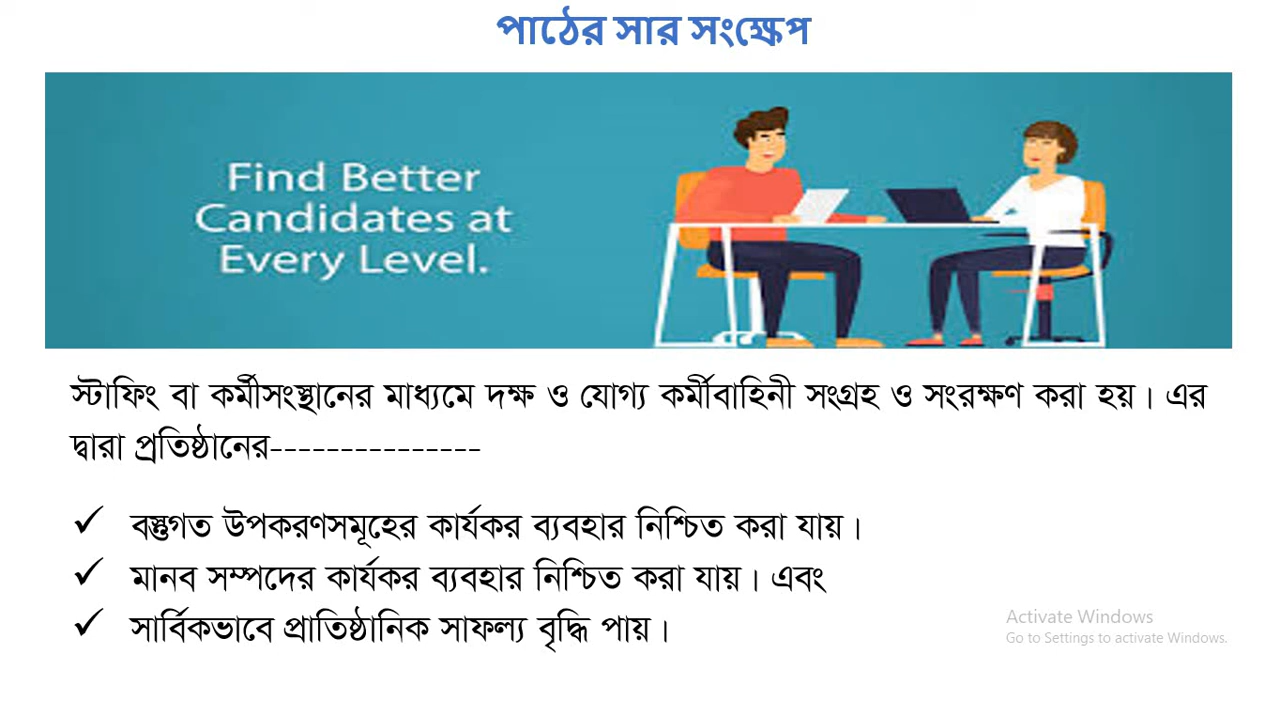 পাঠের সার সংক্ষেপ
Find Better
Candidates at
Every Level.
স্টাফিং বা কর্মীসংস্থানের মাধ্যমে দক্ষ ও যোগ্য কর্মীবাহিনী সংগ্রহ ও সংরক্ষণ করা হয়। এর
দ্বারা প্রতিষ্ঠানের---------------
✓ বস্তুগত উপকরণসমূহের কার্যকর ব্যবহার নিশ্চিত করা যায়।
✓ মানব সম্পদের কার্যকর ব্যবহার নিশ্চিত করা যায়। এবং
✓ সার্বিকভাবে প্রাতিষ্ঠানিক সাফল্য বৃদ্ধি পায়।
Activate Windows
Go to Settings to activate Windows.